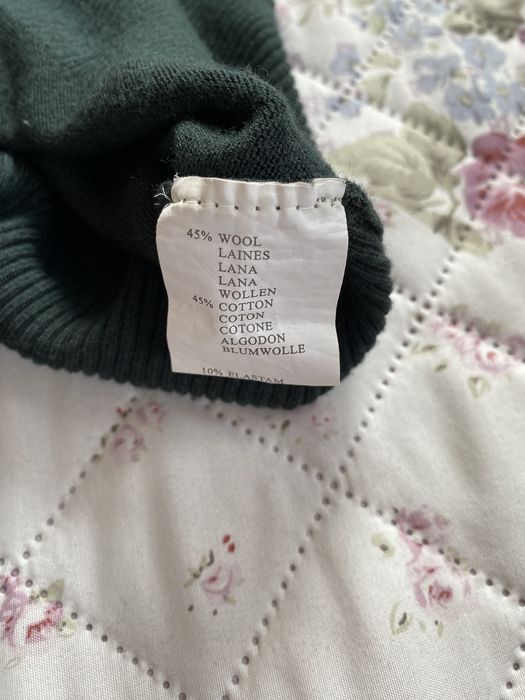 45% WOOL
LAINES
LANA
LANA
WOLLEN
45% COTTON
COTON
COTONE
ALGODON
BLUMWOLLE
10% ELASTAM